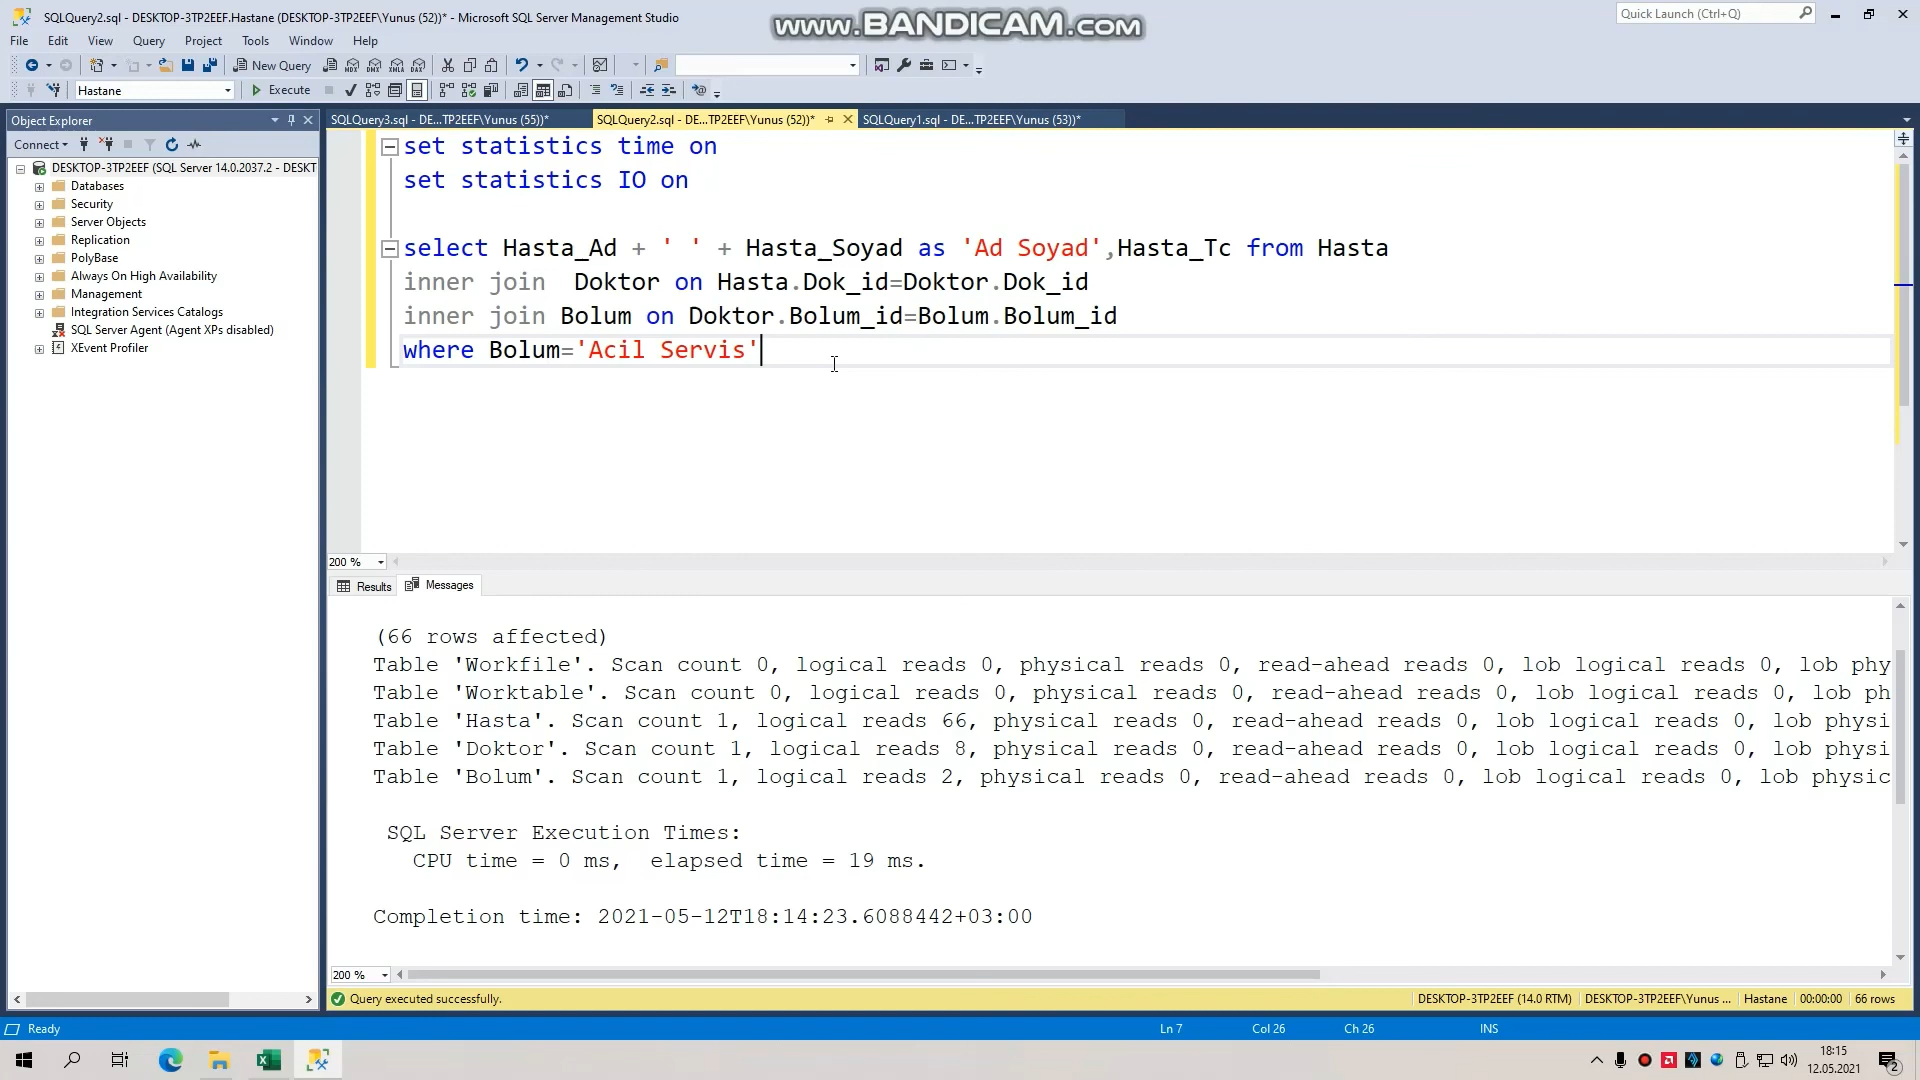 SQLQuery2.sql - DESKTOP-3TP2EEF.Hastane (DESKTOP-3TP2EEF\Yunus (52))* - Microsoft SQL Server Management Studio
www.BANDICAM.com
Quick Launch (Ctrl+Q)
File Edit View Query Project Tools Window Help
New Query
Hastane
Execute
Object Explorer
Connect
DESKTOP-3TP2EEF (SQL Server 14.0.2037.2 - DESKT
Databases
Security
Server Objects
Replication
PolyBase
Always On High Availability
Management
Integration Services Catalogs
SQL Server Agent (Agent XPs disabled)
XEvent Profiler
SQLQuery3.sql - DE...TP2EEF\Yunus (55))*
SQLQuery2.sql - DE...TP2EEF\Yunus (52))*
SQLQuery1.sql - DE...TP2EEF\Yunus (53))*
set statistics time on
set statistics IO on
select Hasta_Ad + ' ' + Hasta_Soyad as 'Ad Soyad',Hasta_Tc from Hasta
inner join  Doktor on Hasta.Dok_id=Doktor.Dok_id
inner join Bolum on Doktor.Bolum_id=Bolum.Bolum_id
where Bolum='Acil Servis'
200 %
Results
Messages
(66 rows affected)
Table 'Workfile'. Scan count 0, logical reads 0, physical reads 0, read-ahead reads 0, lob logical reads 0, lob phy
Table 'Worktable'. Scan count 0, logical reads 0, physical reads 0, read-ahead reads 0, lob logical reads 0, lob ph
Table 'Hasta'. Scan count 1, logical reads 66, physical reads 0, read-ahead reads 0, lob logical reads 0, lob physi
Table 'Doktor'. Scan count 1, logical reads 8, physical reads 0, read-ahead reads 0, lob logical reads 0, lob physi
Table 'Bolum'. Scan count 1, logical reads 2, physical reads 0, read-ahead reads 0, lob logical reads 0, lob physic
SQL Server Execution Times:
CPU time = 0 ms,  elapsed time = 19 ms.
Completion time: 2021-05-12T18:14:23.6088442+03:00
200 %
Query executed successfully.
DESKTOP-3TP2EEF (14.0 RTM)
DESKTOP-3TP2EEF\Yunus ...
Hastane
00:00:00
66 rows
Ready
Ln 7
Col 26
Ch 26
INS
18:15
12.05.2021
2